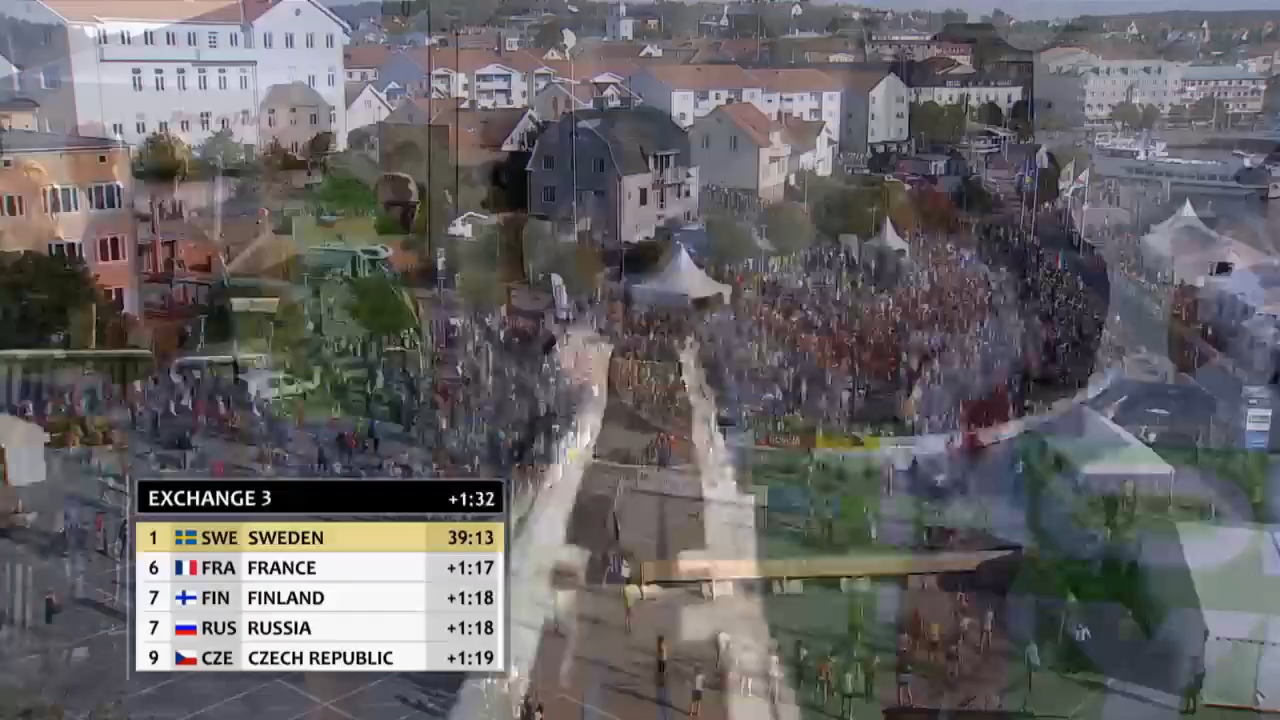 EXCHANGE 3 +1:32
1 SWE SWEDEN 39:13
6 FRA FRANCE +1:17
7 FIN FINLAND +1:18
7 RUS RUSSIA +1:18
9 CZE CZECH REPUBLIC +1:19